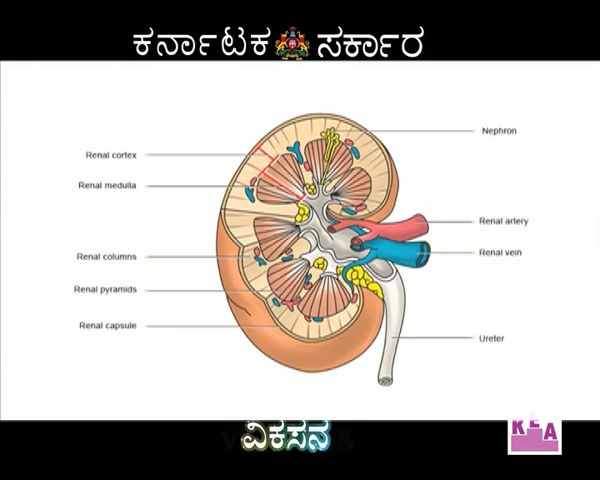 ಕರ್ನಾಟಕ ಸರ್ಕಾರ
Nephron
Renal cortex
Renal medulla
Renal artery
Renal vein
Renal columns
Renal pyramids
Renal capsule
Ureter
ವಿಕಸನ
KEA